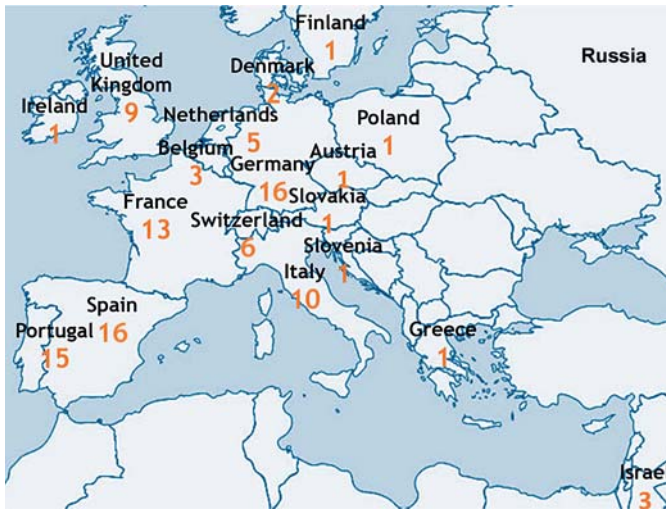 Finland
1
Russia
United
Kingdom
9
Denmark
2
Ireland
1
Netherlands
5
Poland
1
Belgium
3
Germany
16
Austria
1
France
13
Slovakia
1
Switzerland
6
Slovenia
1
Italy
10
Spain
16
Portugal
15
Greece
1
Israe
3